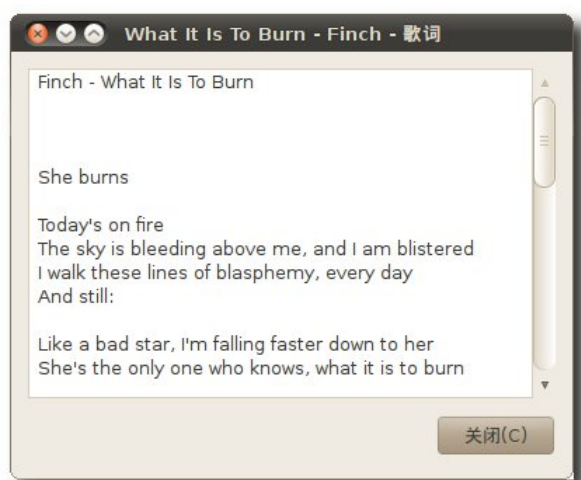 What It Is To Burn - Finch - 歌词
Finch - What It Is To Burn
She burns
Today's on fire
The sky is bleeding above me, and I am blistered
I walk these lines of blasphemy, every day
And still:
Like a bad star, I'm falling faster down to her
She's the only one who knows, what it is to burn
关闭(C)